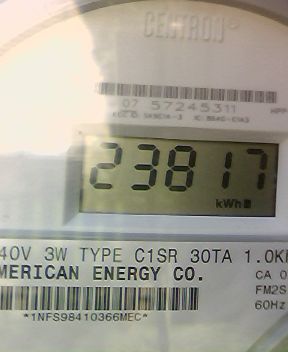 CENTRON®
07 57245311
23817
kWh
40V 3W TYPE C1SR 30TA 1.0K
MERICAN ENERGY CO.
CA 0
FM2S
60Hz
*1NFS98410366MEC*